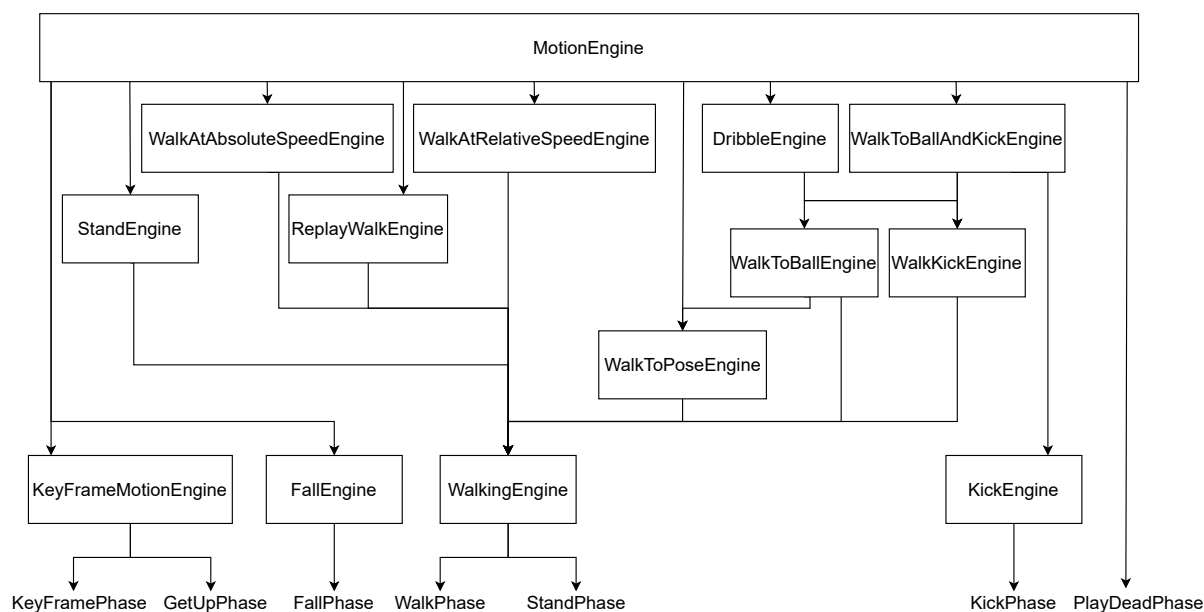 MotionEngine
WalkAtAbsoluteSpeedEngine
WalkAtRelativeSpeedEngine
DribbleEngine
WalkToBallAndKickEngine
StandEngine
ReplayWalkEngine
WalkToBallEngine
WalkKickEngine
WalkToPoseEngine
KeyFrameMotionEngine
FallEngine
WalkingEngine
KickEngine
KeyFramePhase
GetUpPhase
FallPhase
WalkPhase
StandPhase
KickPhase
PlayDeadPhase